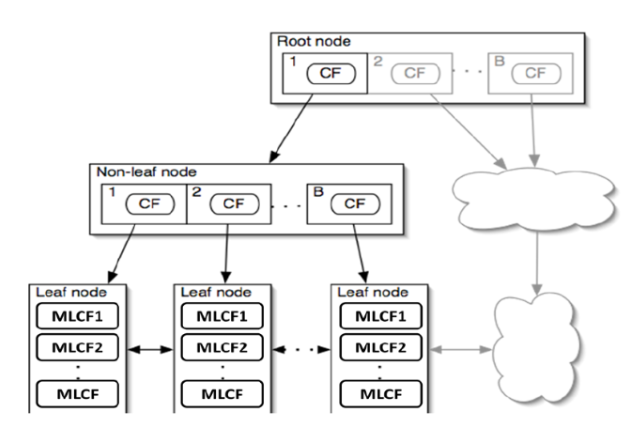 Root node
1 CF 2 CF . . . B CF
Non-leaf node
1 CF 2 CF . . . B CF
Leaf node Leaf node Leaf node
MLCF1 MLCF1 MLCF1
MLCF2 MLCF2 . . . MLCF2
MLCF MLCF MLCF